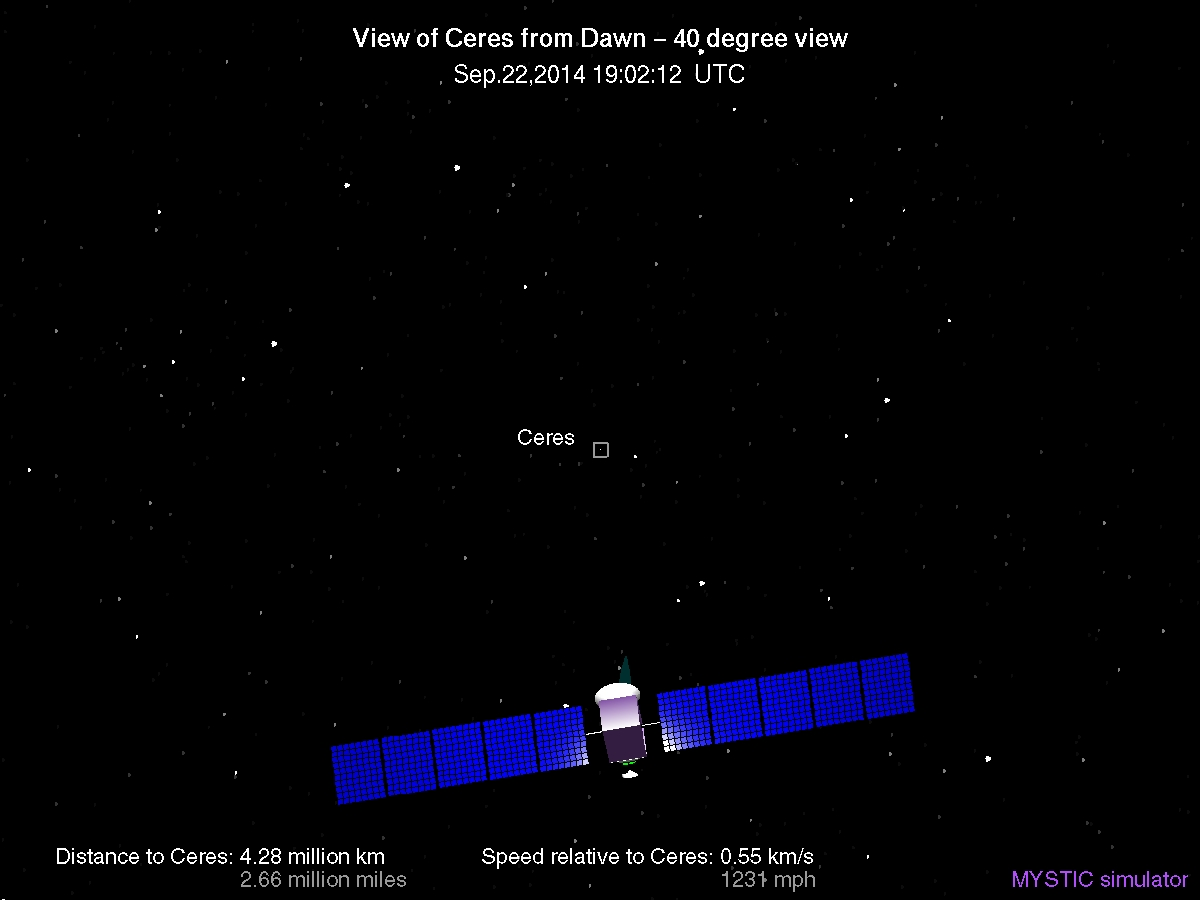 View of Ceres from Dawn – 40 degree view
Sep.22,2014 19:02:12 UTC
Ceres
Distance to Ceres: 4.28 million km
2.66 million miles
Speed relative to Ceres: 0.55 km/s
1231 mph
MYSTIC simulator